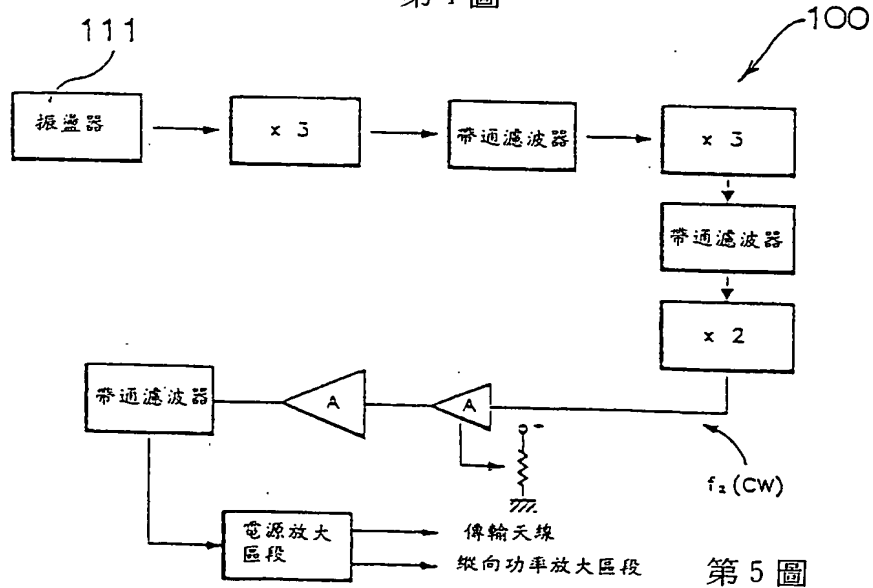 111
100
振盪器
x 3
帶通濾波器
x 3
帶通濾波器
x 2
帶通濾波器
A
A
f₂(CW)
電源放大
區段
傳輸天線
縱向功率放大區段
第5圖